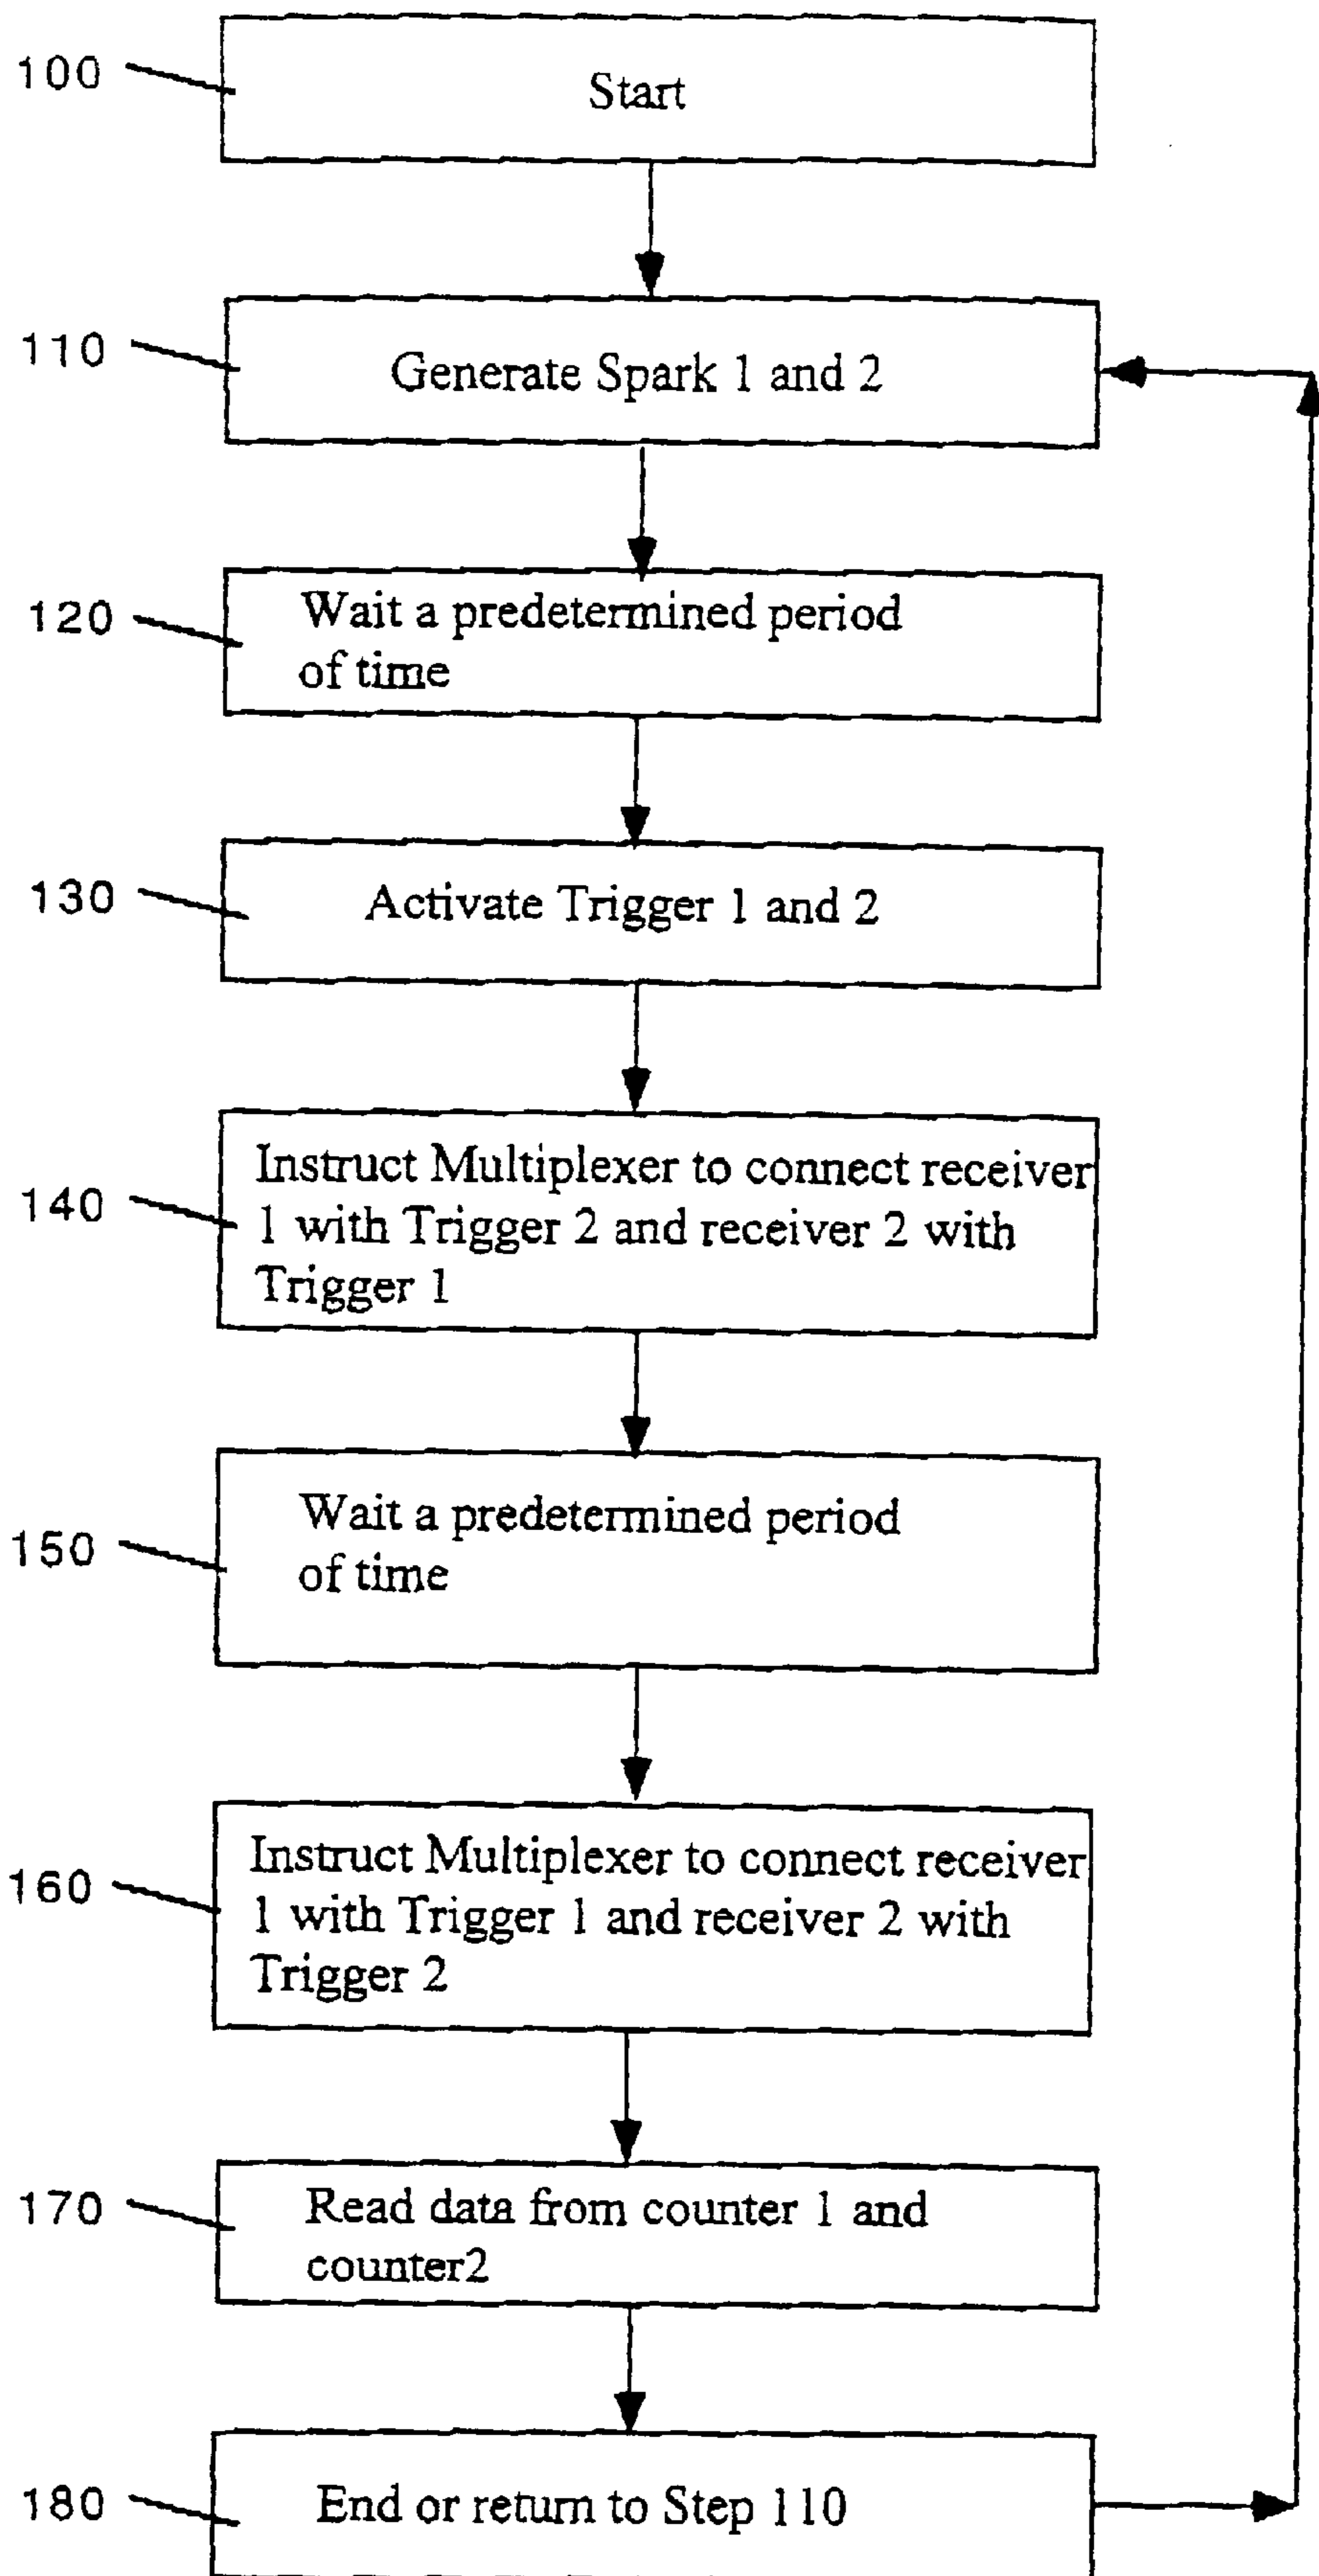 100
Start
110
Generate Spark 1 and 2
120
Wait a predetermined period
of time
130
Activate Trigger 1 and 2
140
Instruct Multiplexer to connect receiver
1 with Trigger 2 and receiver 2 with
Trigger 1
150
Wait a predetermined period
of time
160
Instruct Multiplexer to connect receiver
1 with Trigger 1 and receiver 2 with
Trigger 2
170
Read data from counter 1 and
counter2
180
End or return to Step 110